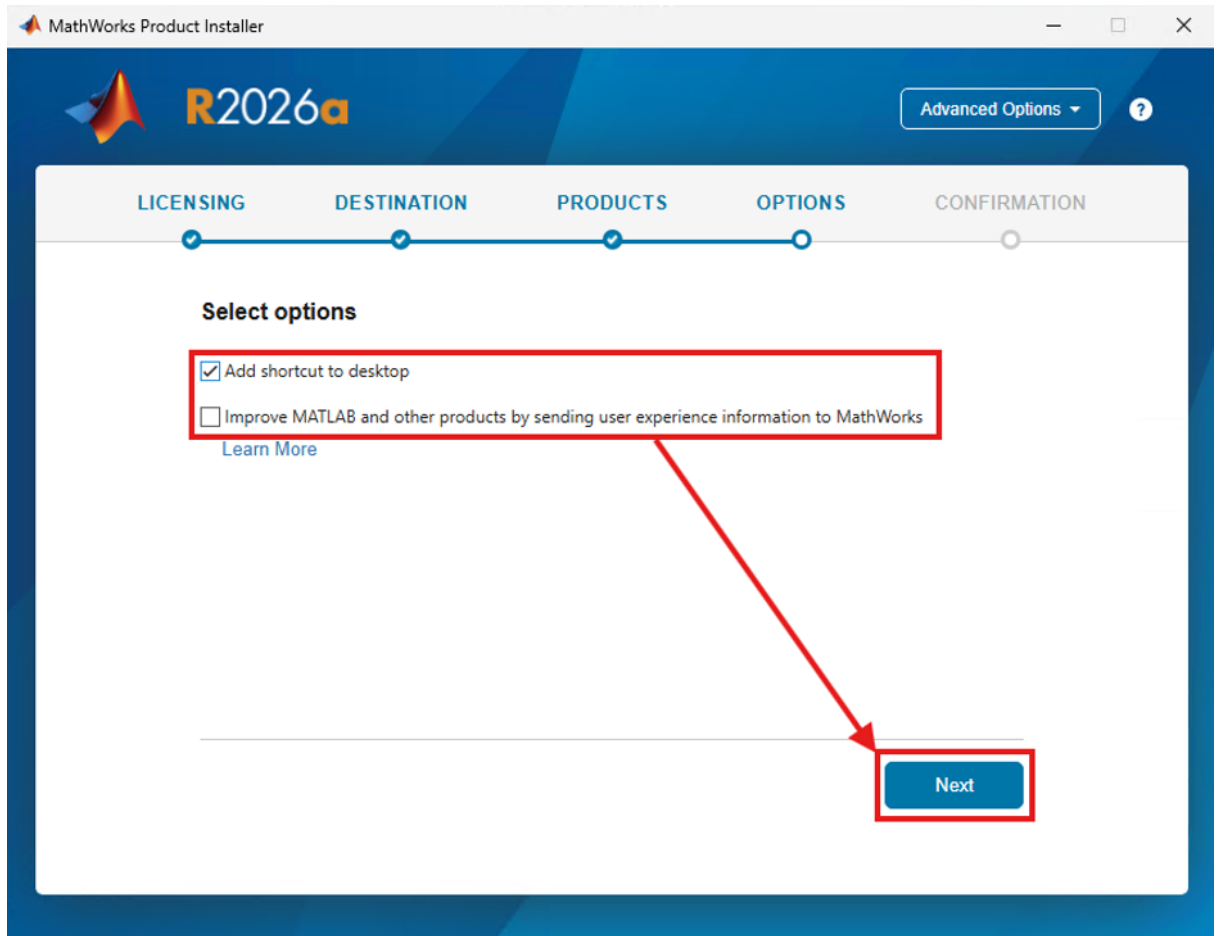 MathWorks Product Installer
R2026a
Advanced Options
?
LICENSING DESTINATION PRODUCTS OPTIONS CONFIRMATION
Select options
Add shortcut to desktop
Improve MATLAB and other products by sending user experience information to MathWorks
Learn More
Next